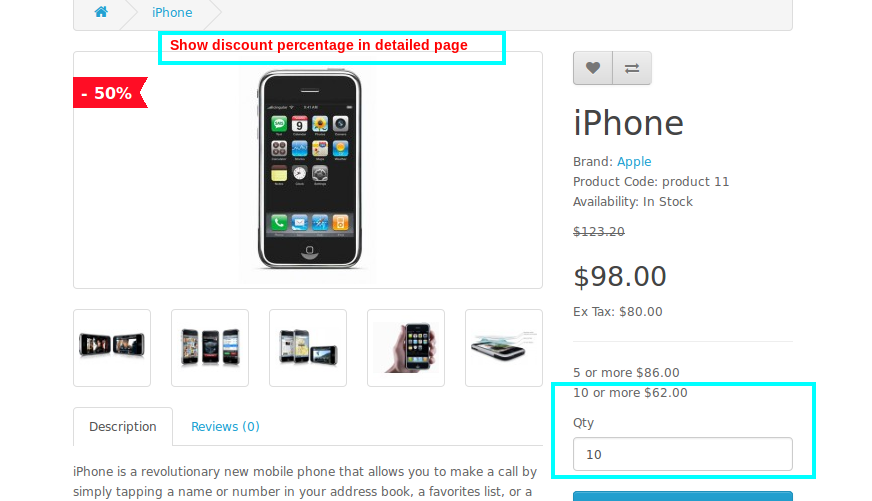 iPhone
Show discount percentage in detailed page
- 50%
iPhone
Brand: Apple
Product Code: product 11
Availability: In Stock
$123.20
$98.00
Ex Tax: $80.00
5 or more $86.00
10 or more $62.00
Qty
10
Description
Reviews (0)
iPhone is a revolutionary new mobile phone that allows you to make a call by
simply tapping a name or number in your address book, a favorites list, or a